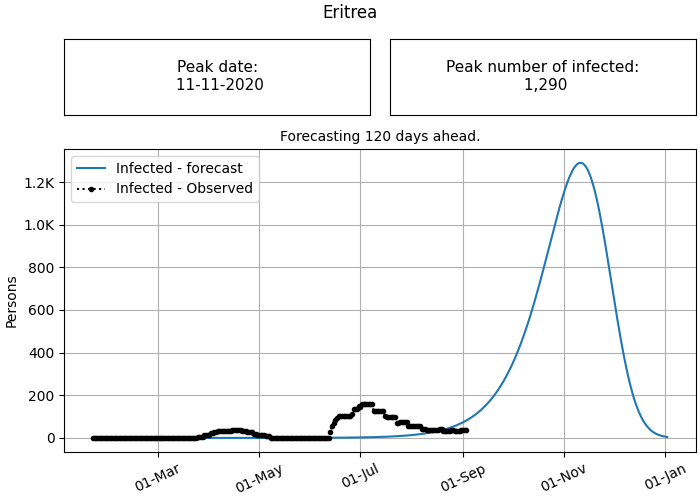 Eritrea
Peak date:
11-11-2020
Peak number of infected:
1,290
Forecasting 120 days ahead.
Infected - forecast
Infected - Observed
1.2K
1.0K
800
600
400
200
0
Persons
01-Mar
01-May
01-Jul
01-Sep
01-Nov
01-Jan